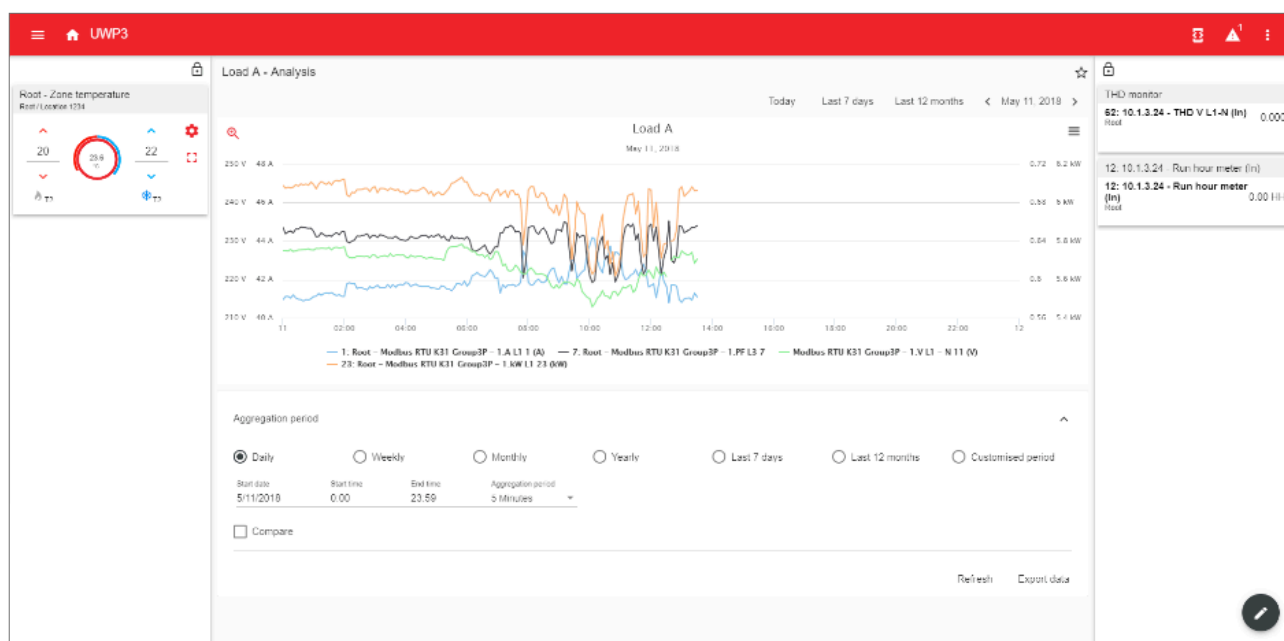 UWP3
1
Root - Zone temperature
Root / Location 1234
20
23.6
22
T2
T2
Load A - Analysis
Today Last 7 days Last 12 months May 11, 2018
Load A
May 11, 2018
250 V 48 A 0.72 6.2 kW
240 V 46 A 0.68 6 kW
230 V 44 A 0.64 5.8 kW
220 V 42 A 0.6 5.6 kW
210 V 40 A 0.56 5.4 kW
11 02:00 04:00 06:00 08:00 10:00 12:00 14:00 16:00 18:00 20:00 22:00 12
1: Root – Modbus RTU K31 Group3P – 1.A L1 1 (A) 7. Root – Modbus RTU K31 Group3P – 1.PF L3 7 Modbus RTU K31 Group3P – 1.V L1 – N 11 (V)
23: Root – Modbus RTU K31 Group3P – 1.kW L1 23 (kW)
Aggregation period
Daily Weekly Monthly Yearly Last 7 days Last 12 months Customised period
Start date Start time End time Aggregation period
5/11/2018 0:00 23.59 5 Minutes
Compare
Refresh Export data
THD monitor
62: 10.1.3.24 - THD V L1-N (In) 0.000
Root
12. 10.1.3.24 - Run hour meter (In)
12: 10.1.3.24 - Run hour meter
(In) 0.00 HH
Root